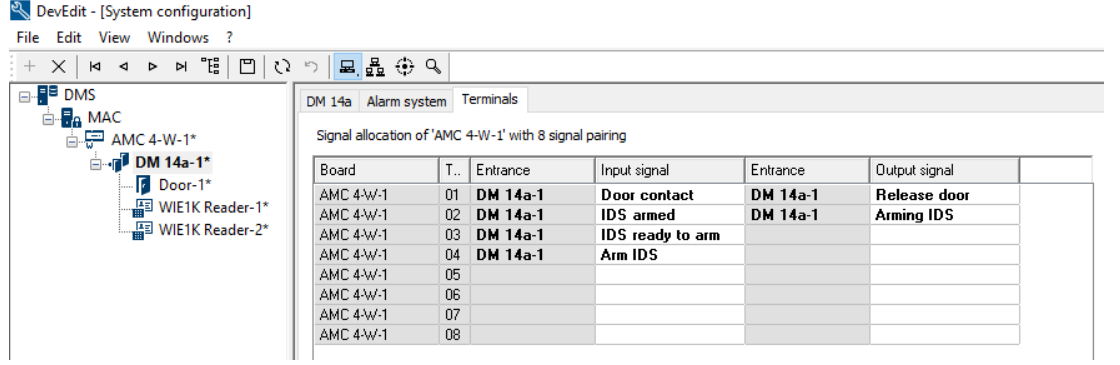 DevEdit - [System configuration]
File Edit View Windows ?
DMS
MAC
AMC 4-W-1*
DM 14a-1*
Door-1*
WIE1K Reader-1*
WIE1K Reader-2*
DM 14a Alarm system Terminals
Signal allocation of 'AMC 4-W-1' with 8 signal pairing
Board T.. Entrance Input signal Entrance Output signal
AMC 4-W-1 01 DM 14a-1 Door contact DM 14a-1 Release door
AMC 4-W-1 02 DM 14a-1 IDS armed DM 14a-1 Arming IDS
AMC 4-W-1 03 DM 14a-1 IDS ready to arm
AMC 4-W-1 04 DM 14a-1 Arm IDS
AMC 4-W-1 05
AMC 4-W-1 06
AMC 4-W-1 07
AMC 4-W-1 08